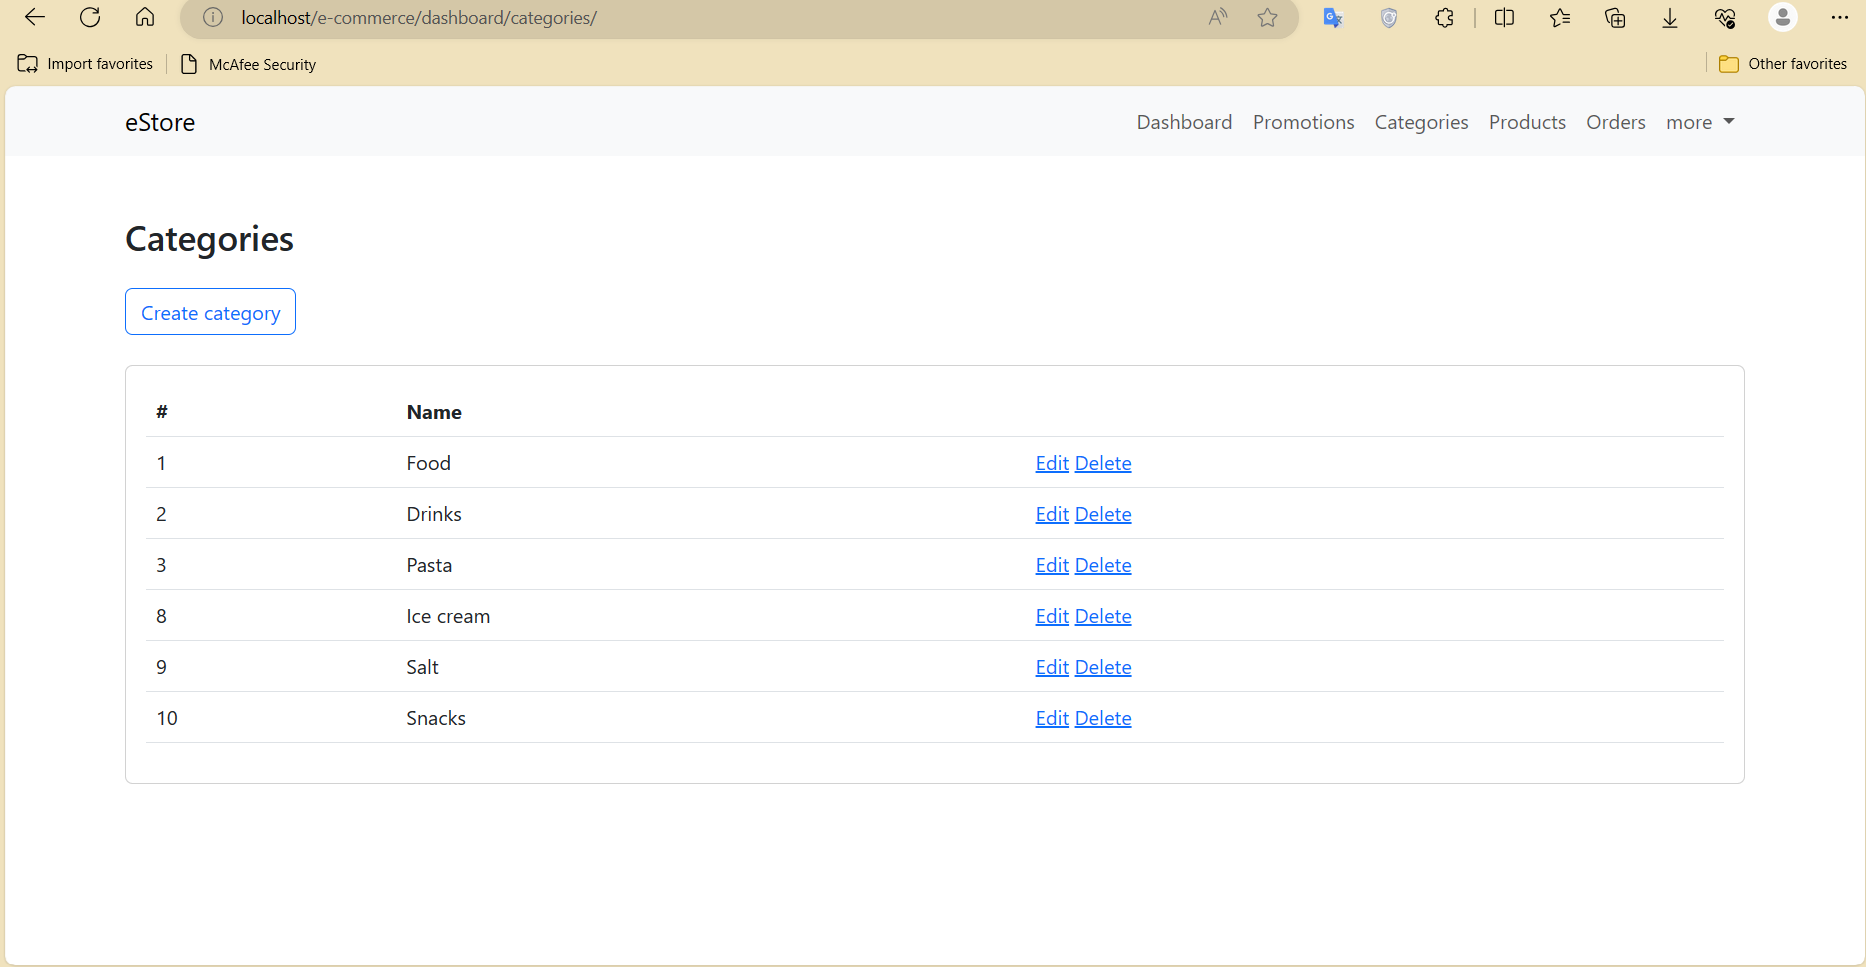 localhost/e-commerce/dashboard/categories/
Import favorites McAfee Security Other favorites
eStore Dashboard Promotions Categories Products Orders more
Categories
Create category
# Name
1 Food Edit Delete
2 Drinks Edit Delete
3 Pasta Edit Delete
8 Ice cream Edit Delete
9 Salt Edit Delete
10 Snacks Edit Delete